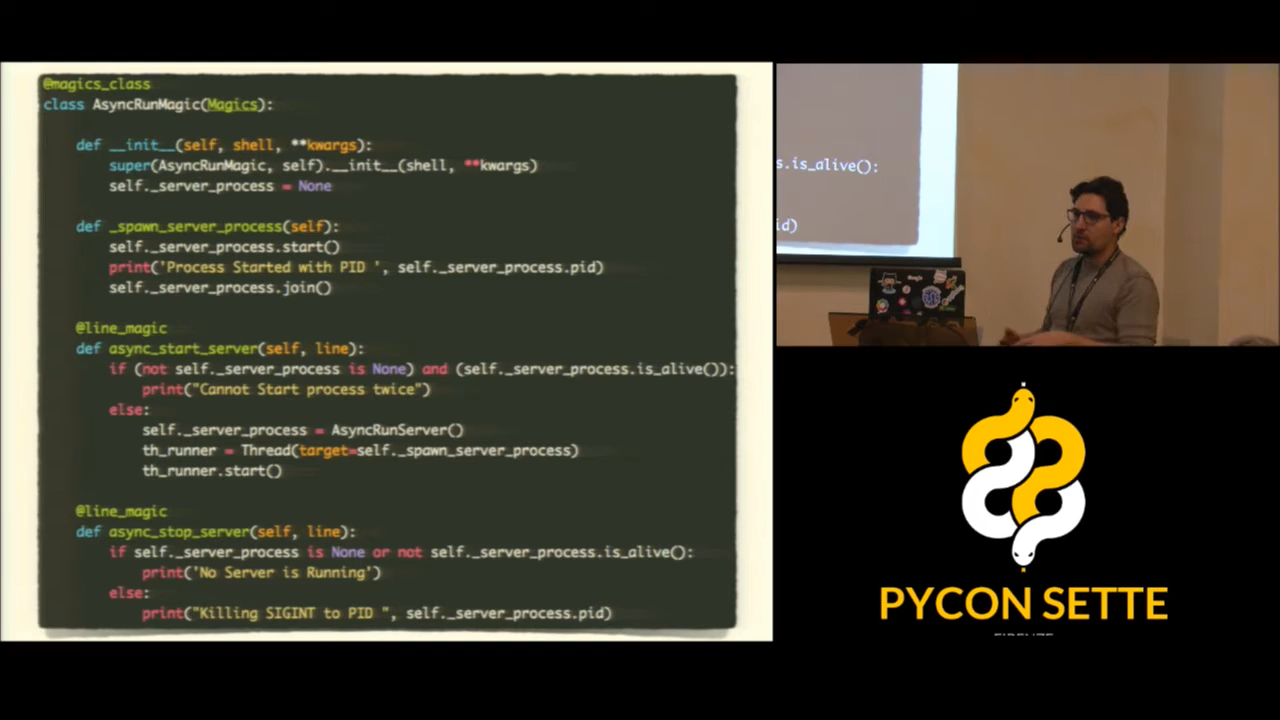 @magics_class
class AsyncRunMagic(Magics):
def __init__(self, shell, **kwargs):
super(AsyncRunMagic, self).__init__(shell, **kwargs)
self._server_process = None
def _spawn_server_process(self):
self._server_process.start()
print('Process Started with PID ', self._server_process.pid)
self._server_process.join()
@line_magic
def async_start_server(self, line):
if (not self._server_process is None) and (self._server_process.is_alive()):
print("Cannot Start process twice")
else:
self._server_process = AsyncRunServer()
th_runner = Thread(target=self._spawn_server_process)
th_runner.start()
@line_magic
def async_stop_server(self, line):
if self._server_process is None or not self._server_process.is_alive():
print('No Server is Running')
else:
print("Killing SIGINT to PID ", self._server_process.pid)
s.is_alive():
id)
PYCON SETTE